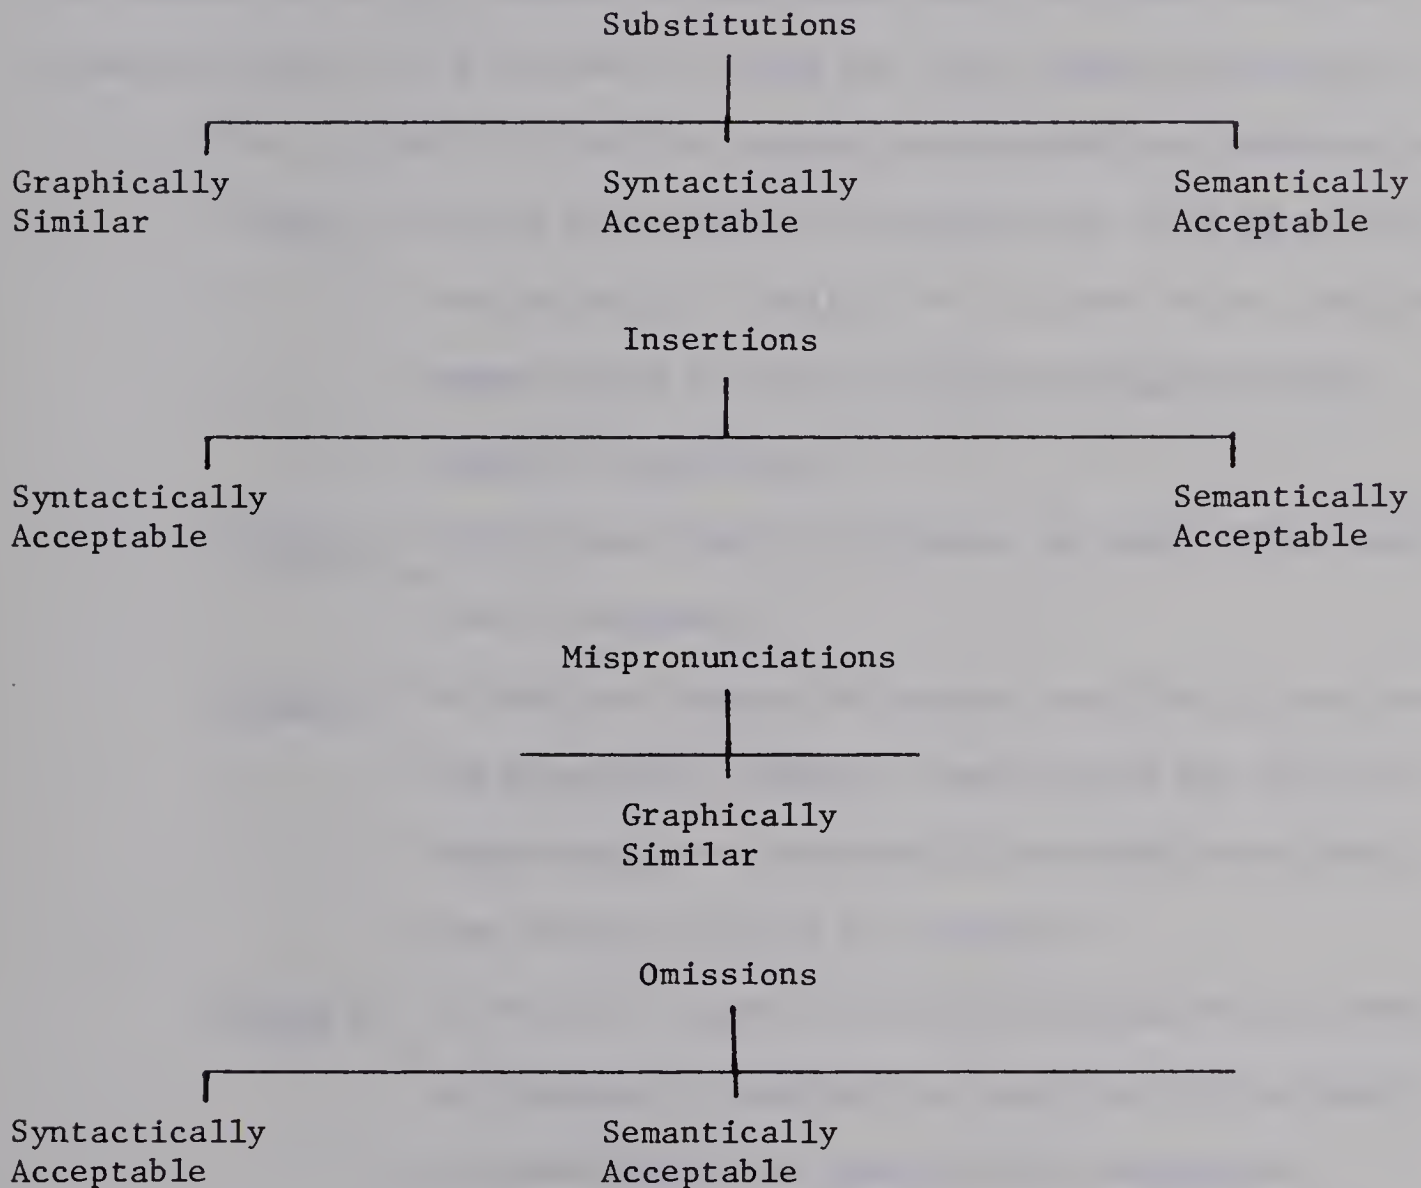 Substitutions
Graphically Syntactically Semantically
Similar Acceptable Acceptable
Insertions
Syntactically Semantically
Acceptable Acceptable
Mispronunciations
Graphically
Similar
Omissions
Syntactically Semantically
Acceptable Acceptable